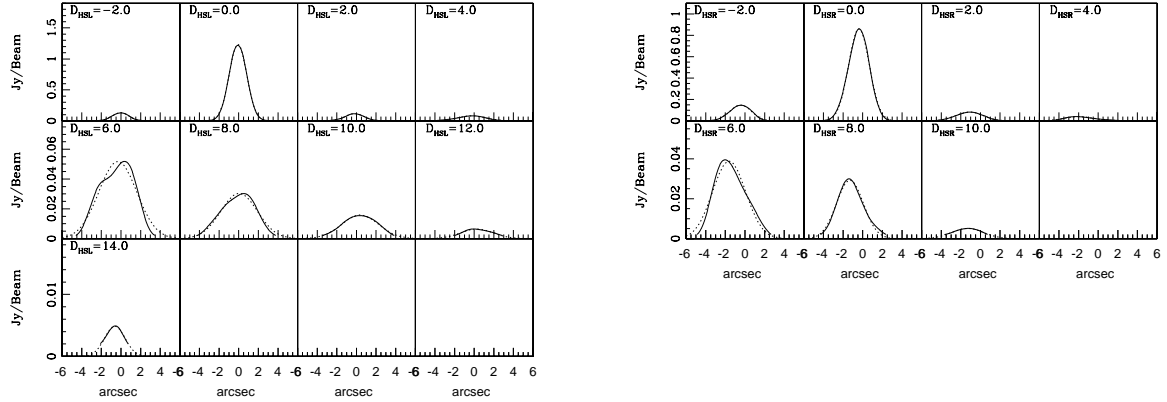 D_HSL=-2.0 D_HSL=0.0 D_HSL=2.0 D_HSL=4.0
Jy/Beam
0 0.5 1 1.5
D_HSL=6.0 D_HSL=8.0 D_HSL=10.0 D_HSL=12.0
Jy/Beam
0 0.02 0.04 0.06
D_HSL=14.0
Jy/Beam
0 0.01
-6 -4 -2 0 2 4 -6 -4 -2 0 2 4 -6 -4 -2 0 2 4 -6 -4 -2 0 2 4 6
arcsec arcsec arcsec arcsec
D_HSR=-2.0 D_HSR=0.0 D_HSR=2.0 D_HSR=4.0
Jy/Beam
0 0.2 0.4 0.6 0.8 1
D_HSR=6.0 D_HSR=8.0 D_HSR=10.0
Jy/Beam
0 0.02 0.04
-6 -4 -2 0 2 4 -6 -4 -2 0 2 4 -6 -4 -2 0 2 4 -6 -4 -2 0 2 4 6
arcsec arcsec arcsec arcsec